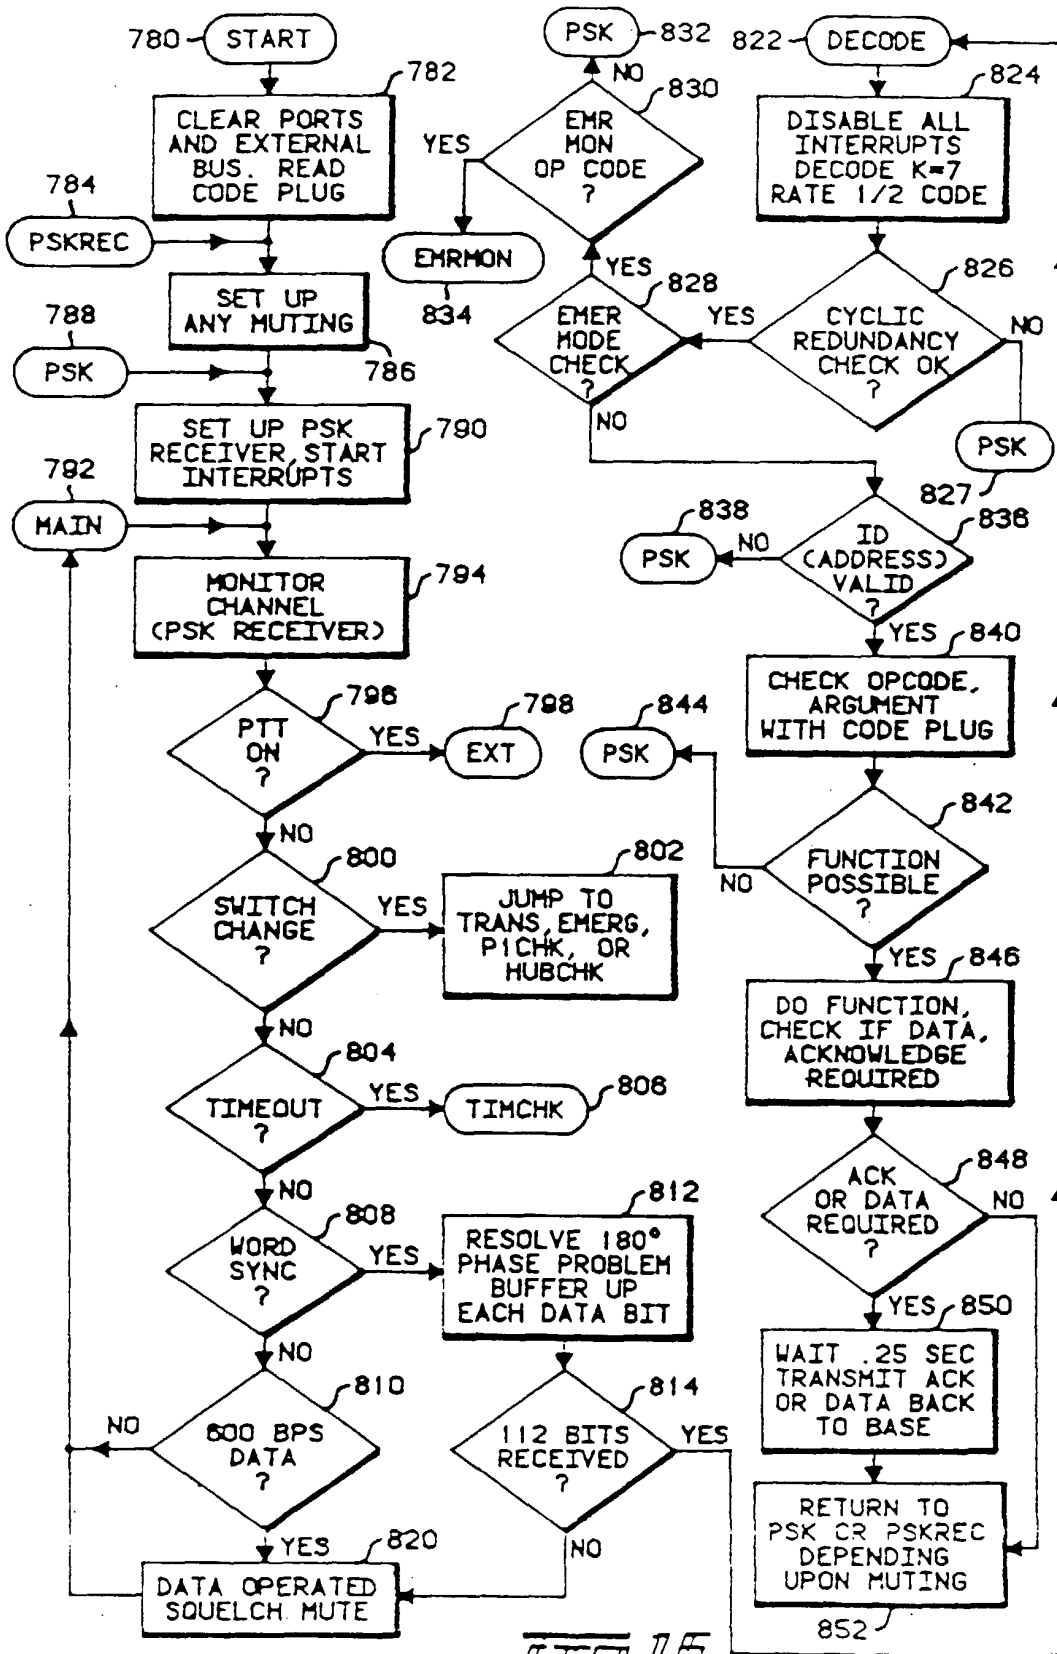 780
START
782
CLEAR PORTS
AND EXTERNAL
BUS. READ
CODE PLUG
784
PSKREC
SET UP
ANY MUTING
786
788
PSK
SET UP PSK
RECEIVER, START
INTERRUPTS
790
792
MAIN
MONITOR
CHANNEL
(PSK RECEIVER)
794
PTT
ON
?
796
YES
798
EXT
NO
SWITCH
CHANGE
?
800
YES
802
JUMP TO
TRANS, EMERG,
P1CHK, OR
HUBCHK
NO
TIMEOUT
?
804
YES
TIMCHK
806
NO
WORD
SYNC
?
808
YES
812
RESOLVE 180°
PHASE PROBLEM
BUFFER UP
EACH DATA BIT
NO
600 BPS
DATA
?
810
NO
YES
112 BITS
RECEIVED
?
814
YES
NO
820
DATA OPERATED
SQUELCH MUTE
PSK
832
NO
EMR
MON
OP CODE
?
830
YES
EMRMON
834
YES
EMER
MODE
CHECK
?
828
NO
822
DECODE
824
DISABLE ALL
INTERRUPTS
DECODE K=7
RATE 1/2 CODE
CYCLIC
REDUNDANCY
CHECK OK
?
826
YES
NO
PSK
827
ID
(ADDRESS)
VALID
?
836
NO
838
PSK
YES
840
CHECK OPCODE,
ARGUMENT
WITH CODE PLUG
FUNCTION
POSSIBLE
?
842
NO
844
PSK
YES
846
DO FUNCTION,
CHECK IF DATA,
ACKNOWLEDGE
REQUIRED
ACK
OR DATA
REQUIRED
?
848
NO
YES
850
WAIT .25 SEC
TRANSMIT ACK
OR DATA BACK
TO BASE
RETURN TO
PSK OR PSKREC
DEPENDING
UPON MUTING
852